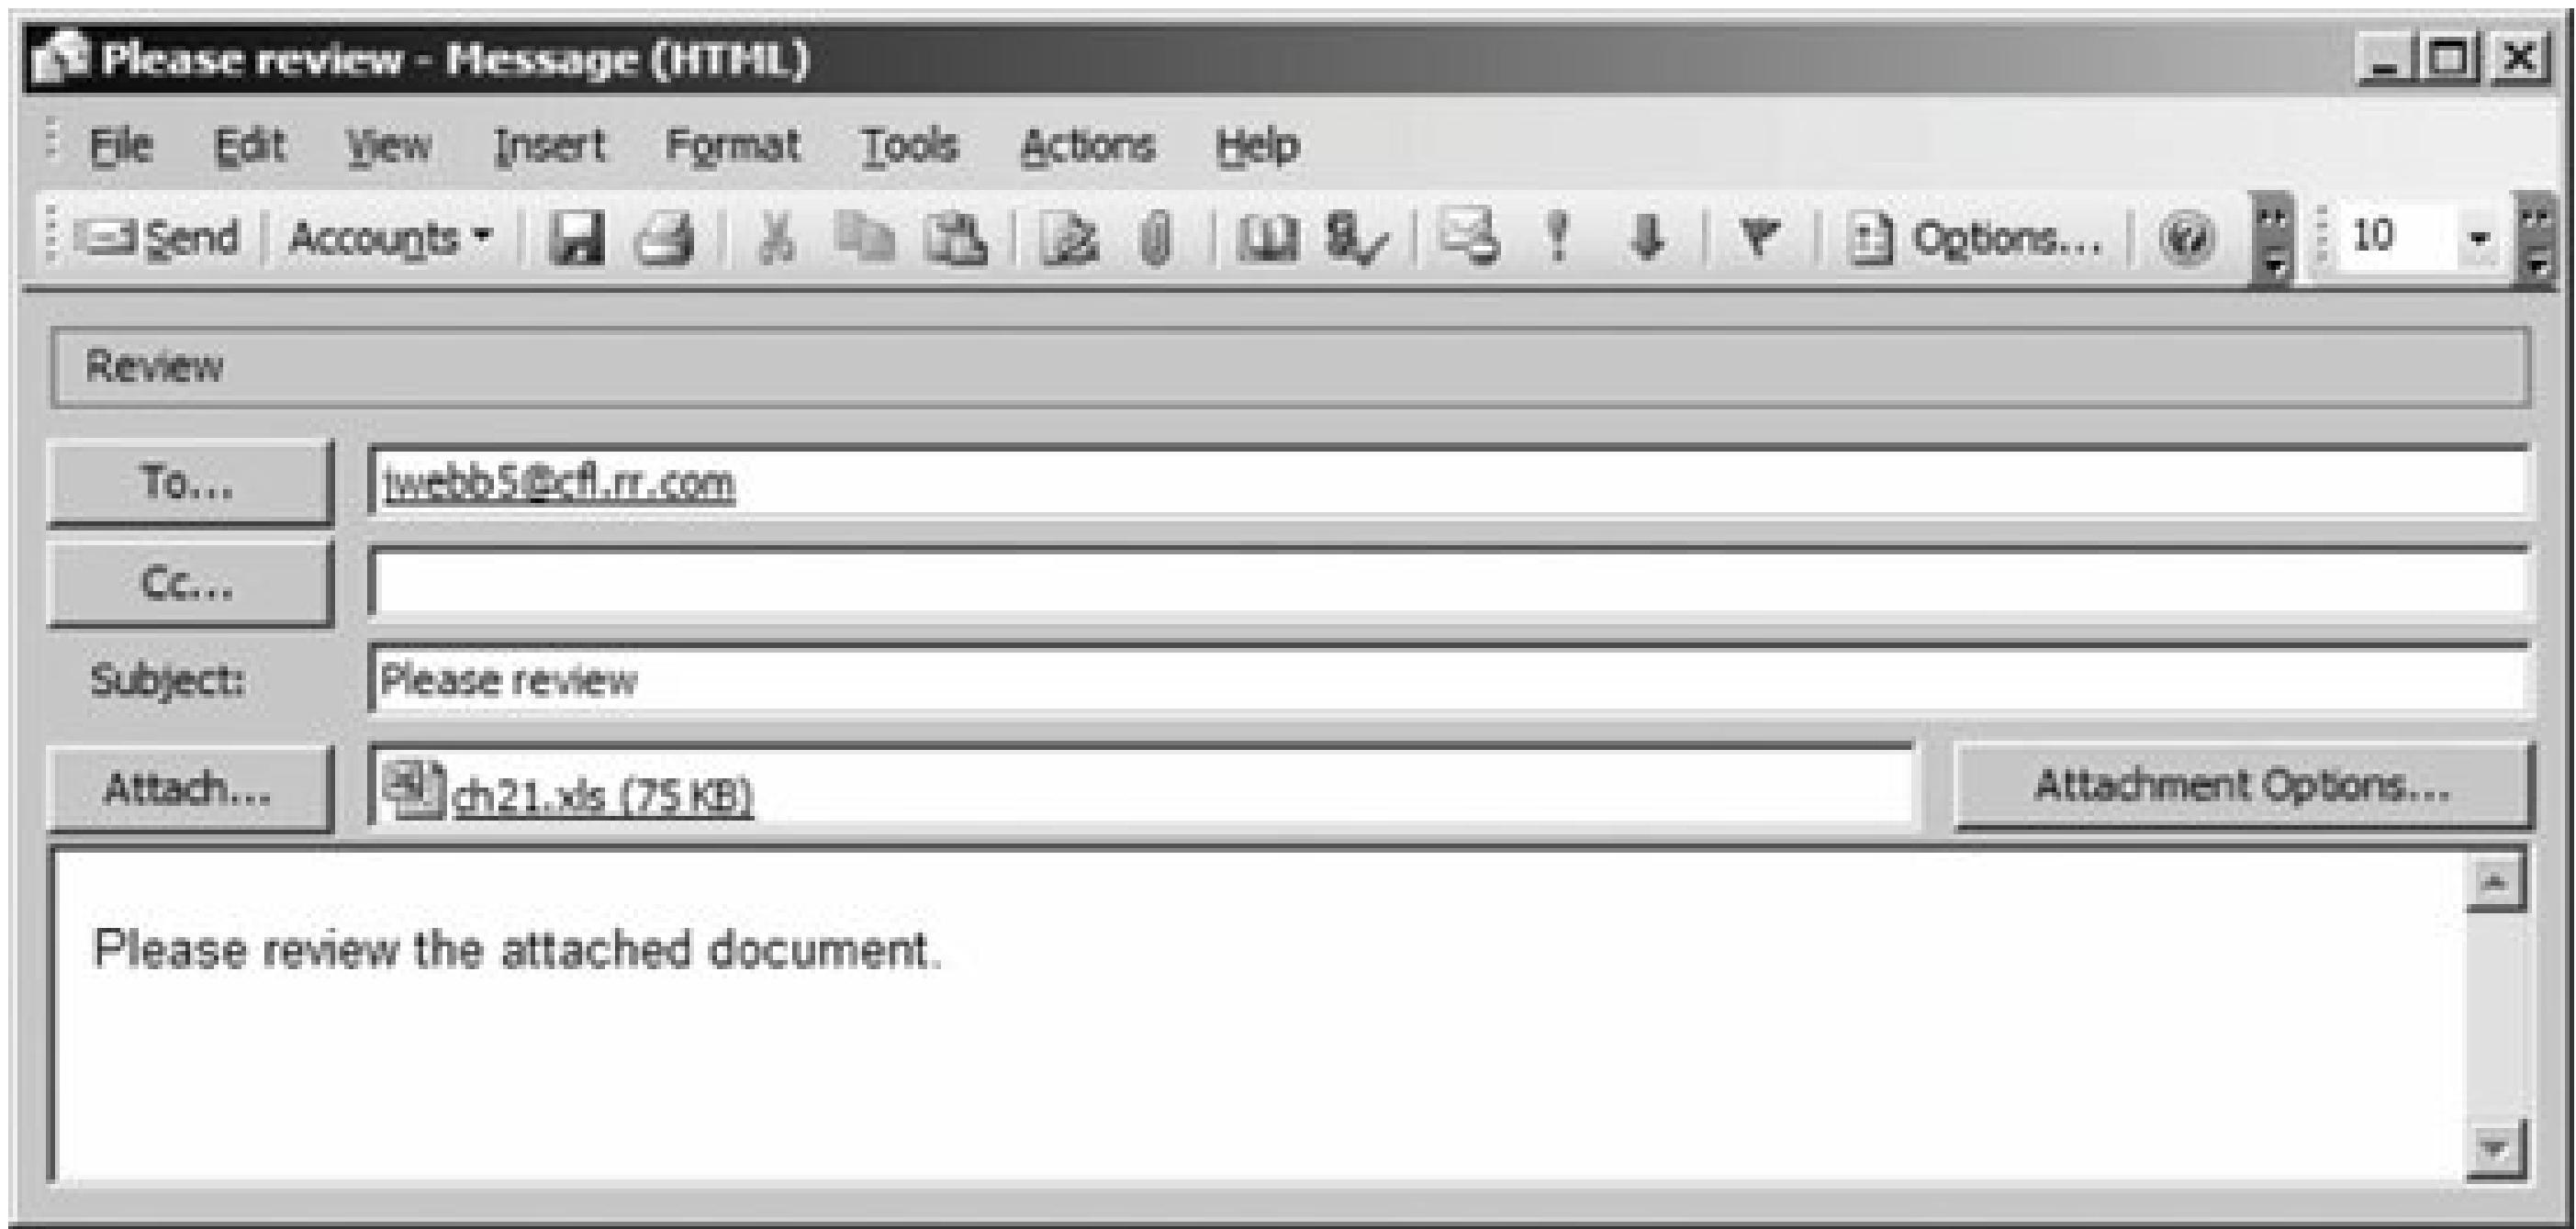 Please review - Message (HTML)
File Edit View Insert Format Tools Actions Help
Send Accounts Options... 10
Review
To... jwebb5@cfl.rr.com
Cc...
Subject: Please review
Attach... ch21.xls (75 KB) Attachment Options...
Please review the attached document.